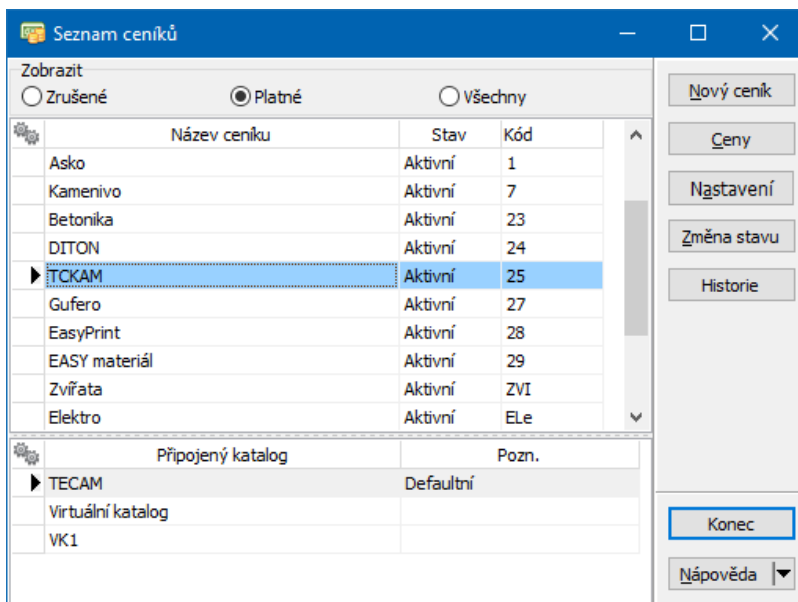 Seznam ceníků
Zobrazit
Zrušené Platné Všechny
Název ceníku Stav Kód
Asko Aktivní 1
Kamenivo Aktivní 7
Betonika Aktivní 23
DITON Aktivní 24
TCKAM Aktivní 25
Gufero Aktivní 27
EasyPrint Aktivní 28
EASY materiál Aktivní 29
Zvířata Aktivní ZVI
Elektro Aktivní ELe
Připojený katalog Pozn.
TECAM Defaultní
Virtuální katalog
VK1
Nový ceník
Ceny
Nastavení
Změna stavu
Historie
Konec
Nápověda